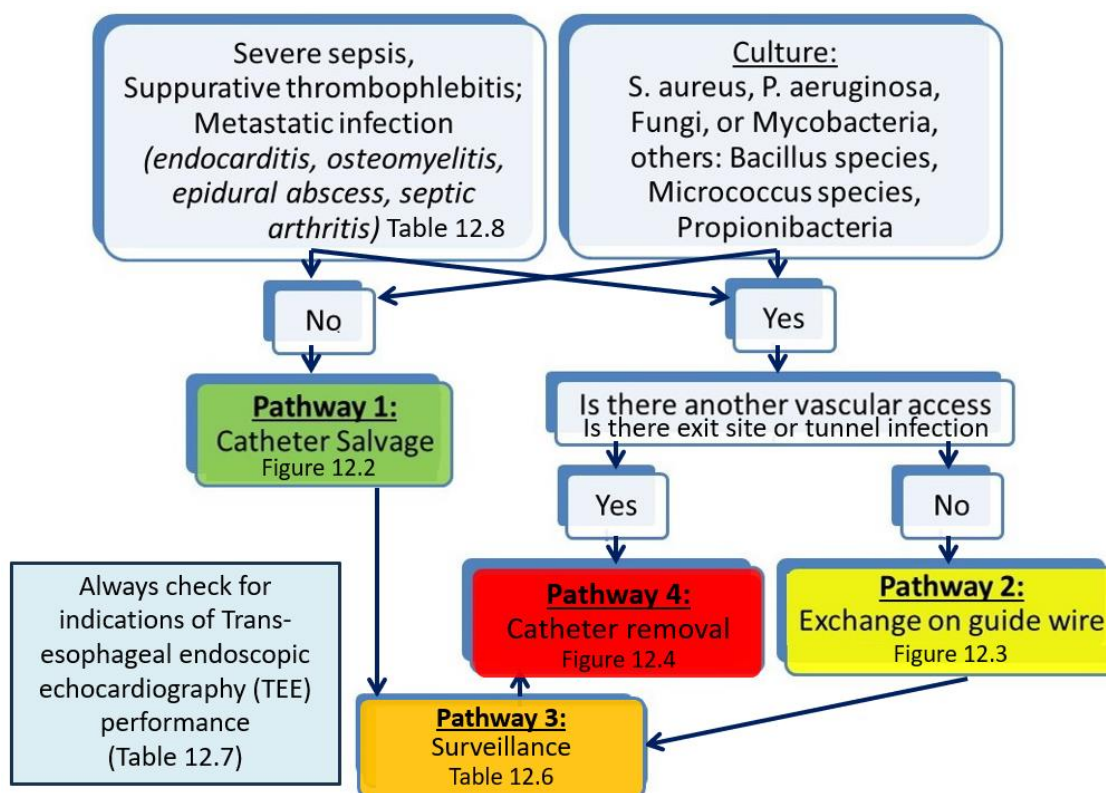 Severe sepsis,
Suppurative thrombophlebitis;
Metastatic infection
(endocarditis, osteomyelitis,
epidural abscess, septic
arthritis) Table 12.8
Culture:
S. aureus, P. aeruginosa,
Fungi, or Mycobacteria,
others: Bacillus species,
Micrococcus species,
Propionibacteria
No
Yes
Pathway 1:
Catheter Salvage
Figure 12.2
Is there another vascular access
Is there exit site or tunnel infection
Yes
No
Always check for
indications of Trans-
esophageal endoscopic
echocardiography (TEE)
performance
(Table 12.7)
Pathway 4:
Catheter removal
Figure 12.4
Pathway 2:
Exchange on guide wire
Figure 12.3
Pathway 3:
Surveillance
Table 12.6